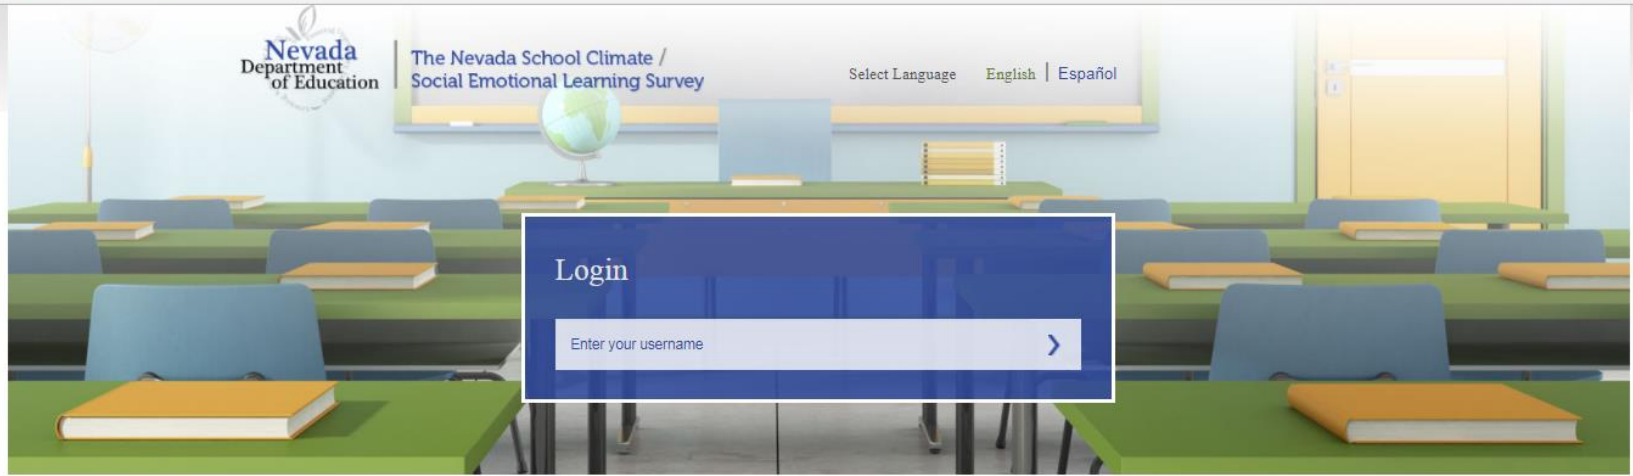 Nevada
Department
of Education
The Nevada School Climate /
Social Emotional Learning Survey
Select Language English | Español
Login
Enter your username